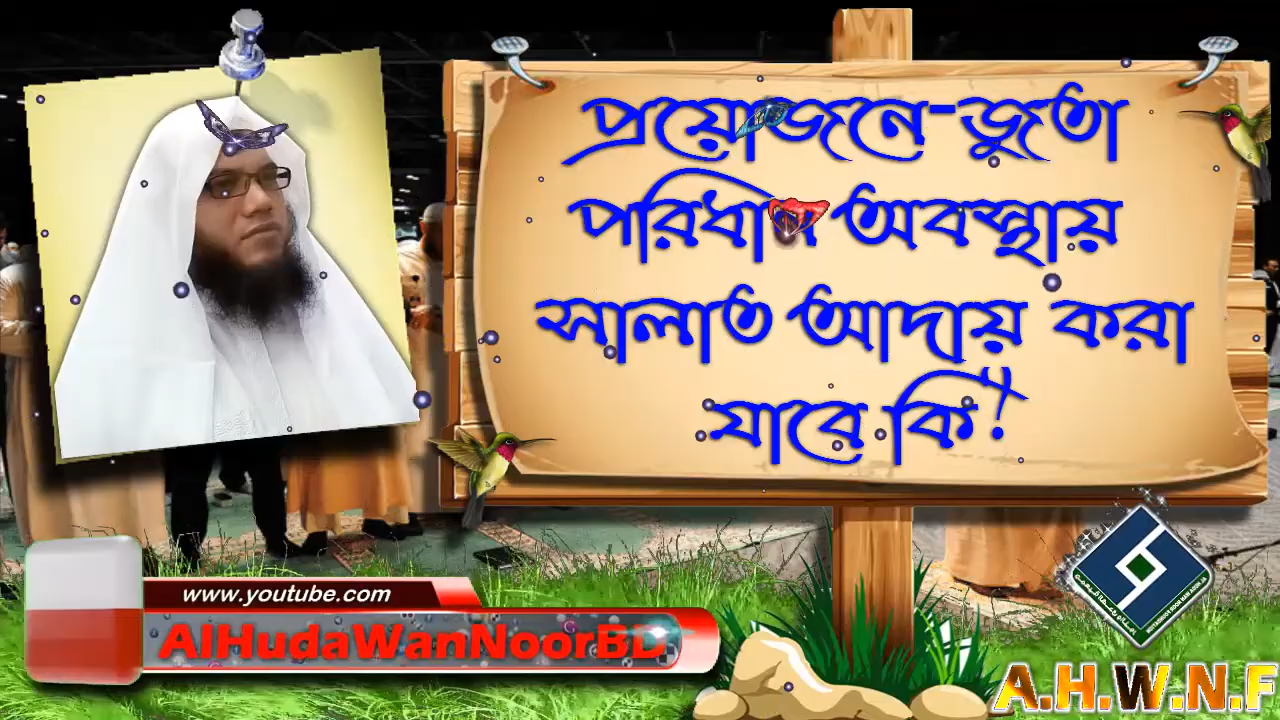 প্রয়োজনে-জুতা
পরিধান অবস্থায়
সালাত আদায় করা
যাবে কি!
www.youtube.com
AlHudaWanNoorBD
A.H.W.N.F